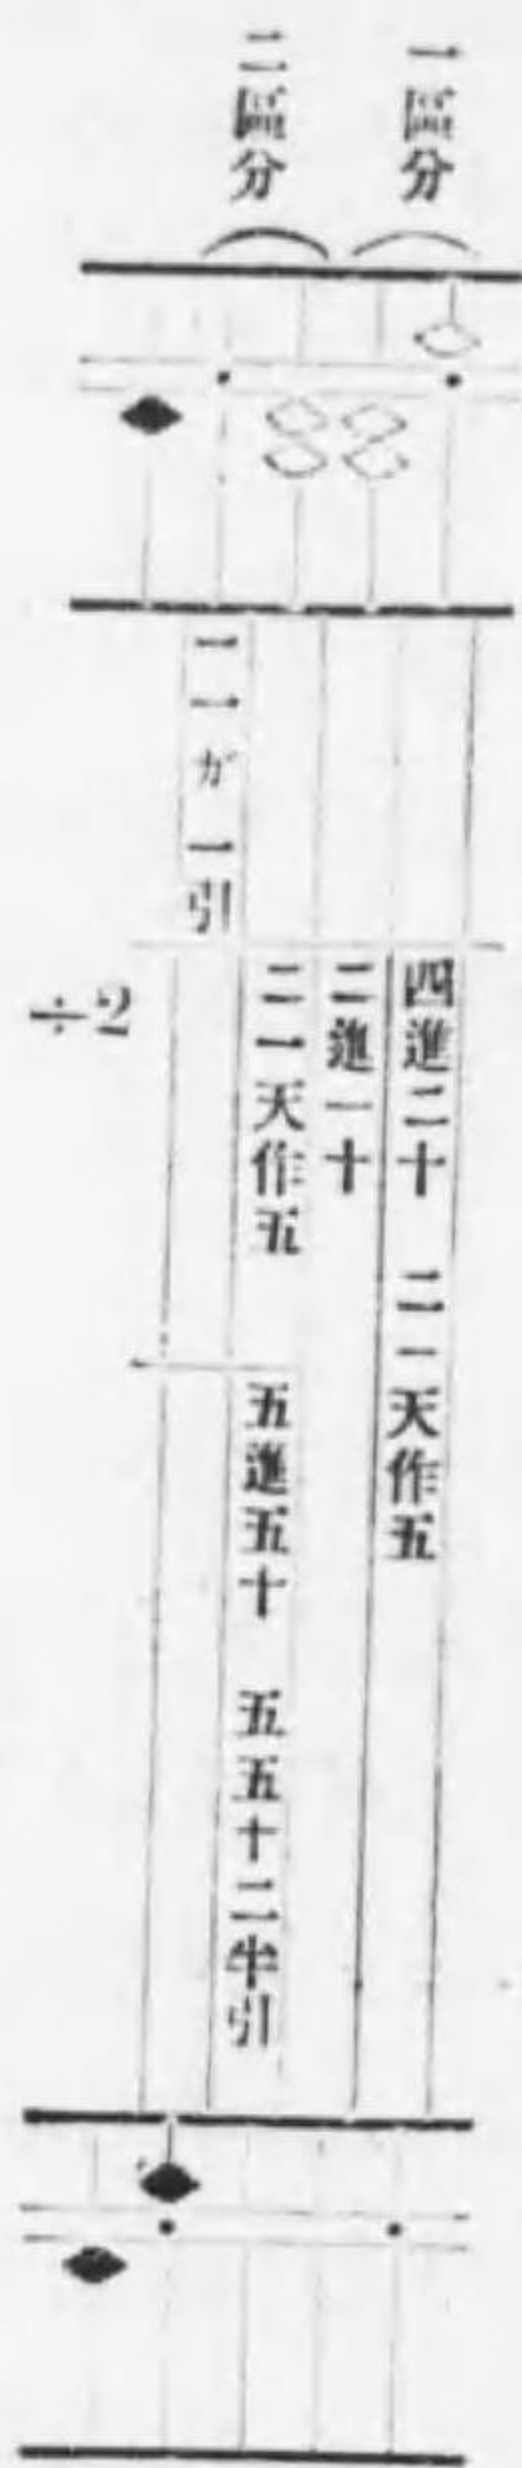 一區分
二區分
四進二十 二一天作五
二進一十
二一天作五 五進五十 五五十二半引
一一ガ一引
÷2